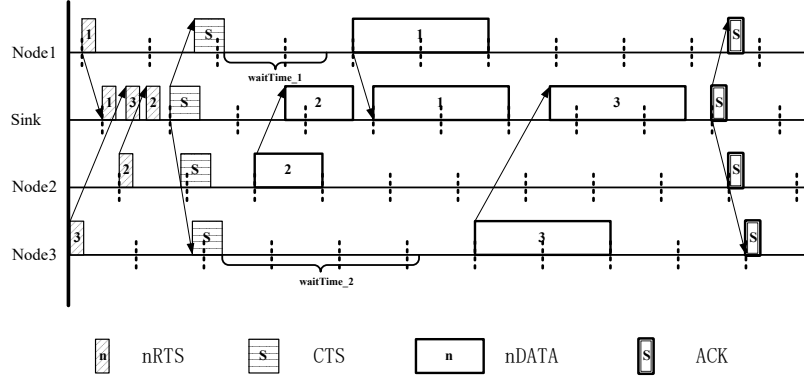 1 S 1 S
Node1
waitTime_1
1 3 2 S 2 1 3 S
Sink
2 S 2 S
Node2
3 S 3 S
Node3
waitTime_2
n nRTS S CTS n nDATA S ACK